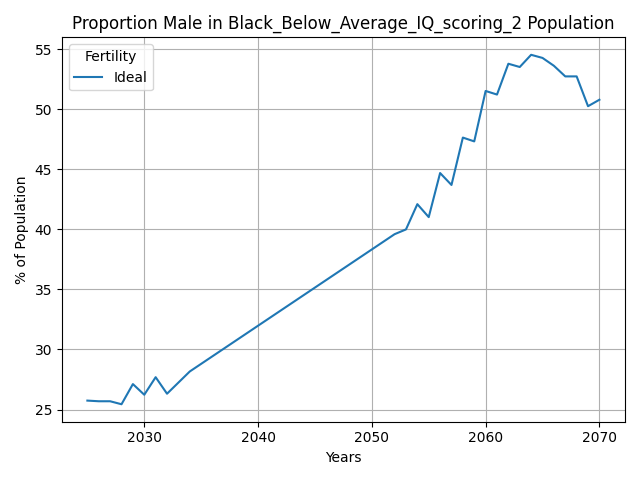 Proportion Male in Black_Below_Average_IQ_scoring_2 Population
Fertility
Ideal
% of Population
55
50
45
40
35
30
25
2030 2040 2050 2060 2070
Years